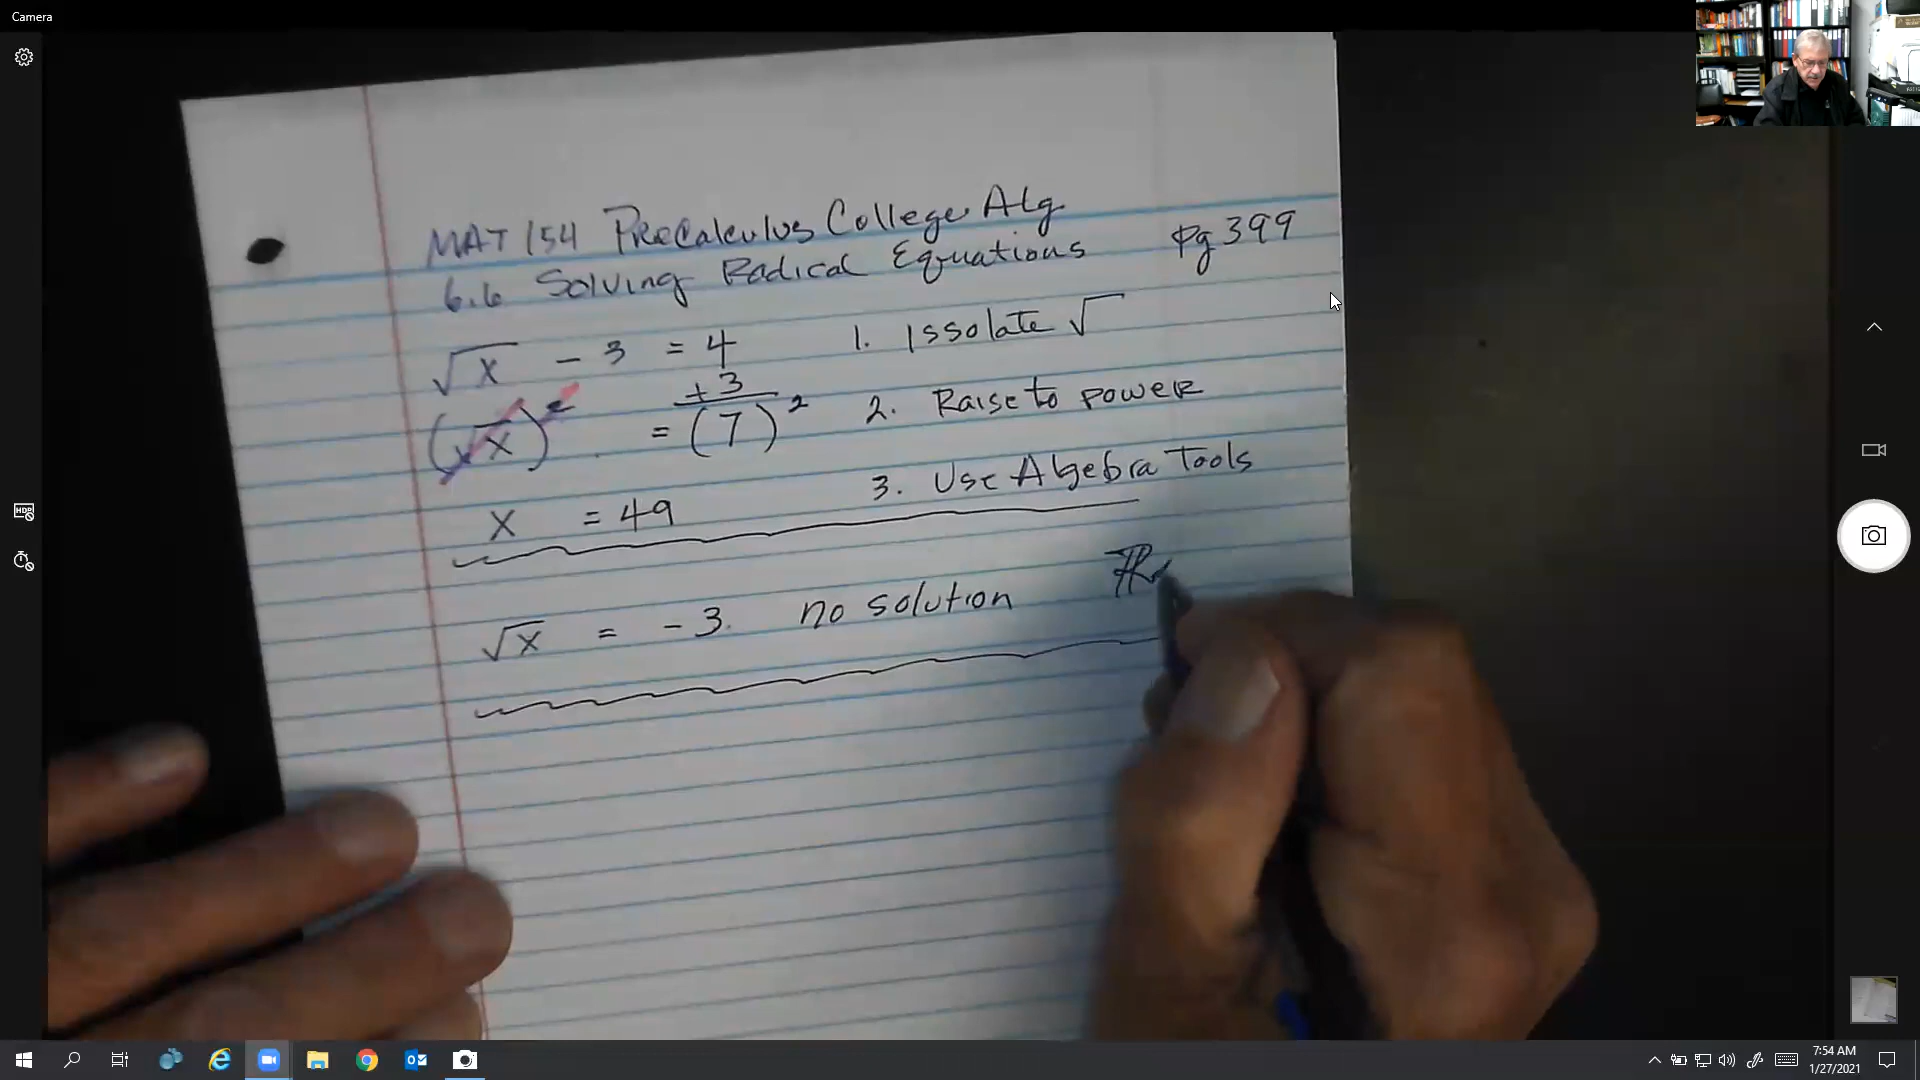 Camera
MAT 154 PreCalculus College Alg
6.6 Solving Radical Equations pg 399
√x - 3 = 4 1. Issolate √
+3
(√x)² = (7)² 2. Raise to power
x = 49 3. Use Algebra Tools
√x = -3. no solution
7:54 AM
1/27/2021